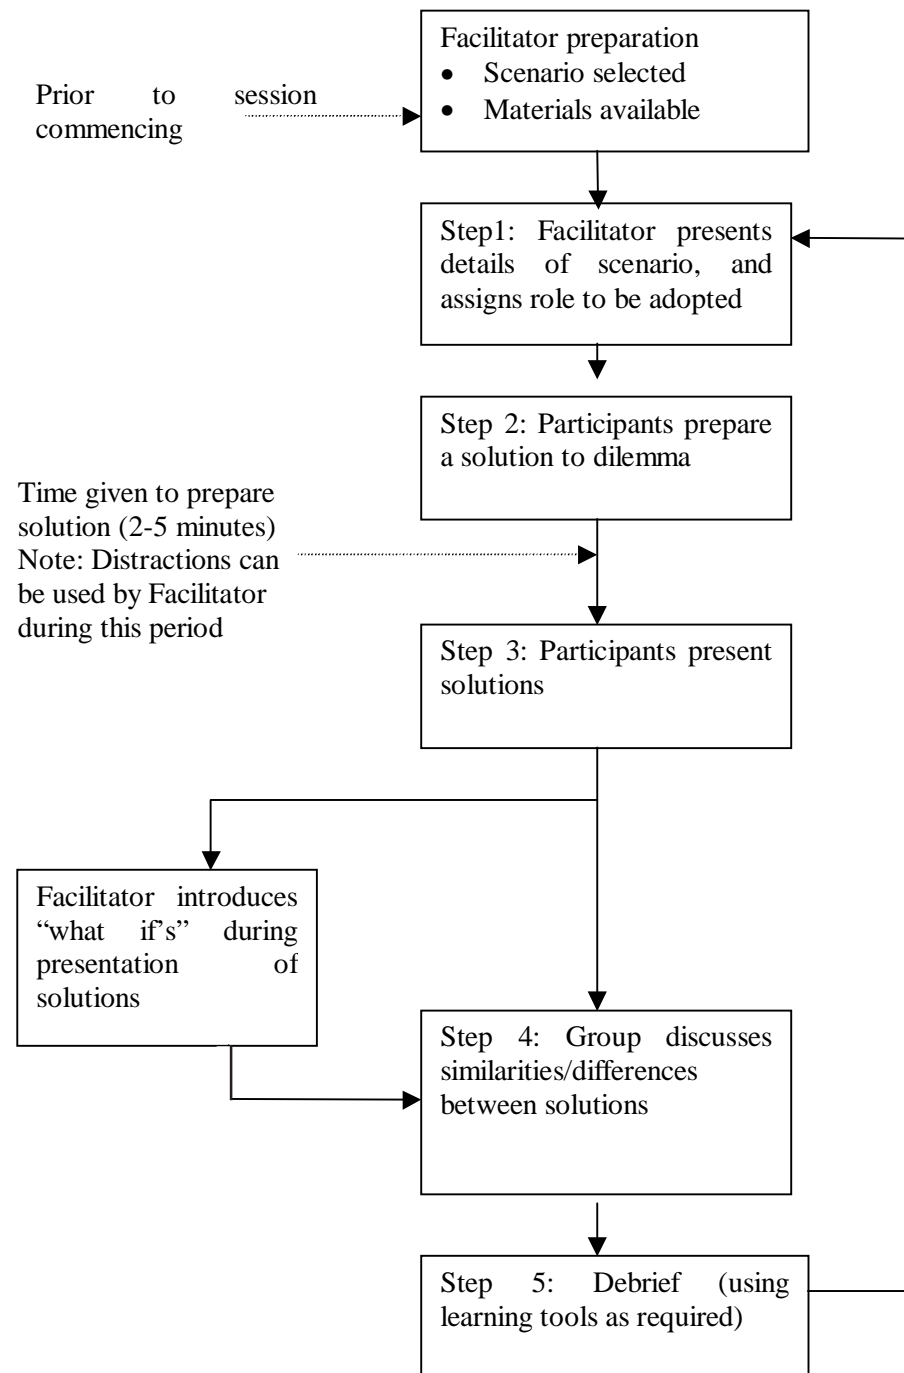 Facilitator preparation
• Scenario selected
• Materials available
Prior to session
commencing
Step1: Facilitator presents
details of scenario, and
assigns role to be adopted
Step 2: Participants prepare
a solution to dilemma
Time given to prepare
solution (2-5 minutes)
Note: Distractions can
be used by Facilitator
during this period
Step 3: Participants present
solutions
Facilitator introduces
“what if’s” during
presentation of
solutions
Step 4: Group discusses
similarities/differences
between solutions
Step 5: Debrief (using
learning tools as required)